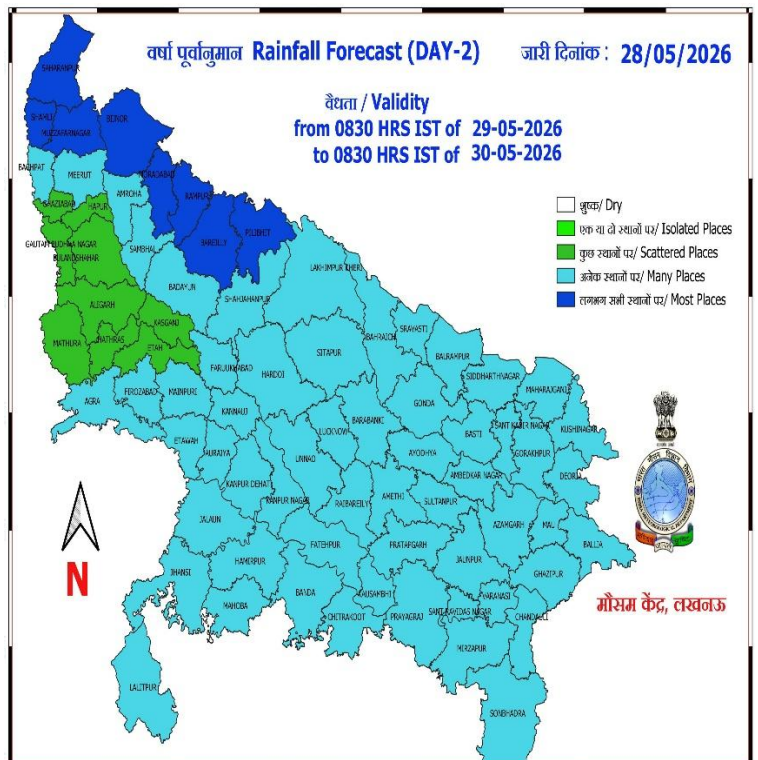 वर्षा पूर्वानुमान Rainfall Forecast (DAY-2) जारी दिनांक : 28/05/2026
वैधता / Validity
from 0830 HRS IST of 29-05-2026
to 0830 HRS IST of 30-05-2026
शुष्क/ Dry
एक या दो स्थानों पर/ Isolated Places
कुछ स्थानों पर/ Scattered Places
अनेक स्थानों पर/ Many Places
लगभग सभी स्थानों पर/ Most Places
SAHARANPUR
SHAMLI
MUZZAFARNAGAR
BIJNOR
BAGHPAT
MEERUT
AMROHA
MORADABAD
RAMPUR
BAREILLY
PILIBHIT
GHAZIABAD
HAPUR
GAUTAM BUDDHA NAGAR
BULANDSHAHAR
SAMBHAL
BADAYUN
SHAHJAHANPUR
LAKHIMPUR KHERI
ALIGARH
KASGANJ
MATHURA
HATHRAS
ETAH
FARUKHABAD
HARDOI
SITAPUR
BAHRAICH
SRAVASTI
BALRAMPUR
SIDDHARTHNAGAR
MAHARAJGANJ
AGRA
FIROZABAD
MAINPURI
KANNAUJ
GONDA
BARABANKI
BASTI
SANT KABIR NAGAR
KUSHINAGAR
ETAWAH
AURAIYA
LUCKNOW
UNNAO
AYODHYA
GORAKHPUR
AMBEDKAR NAGAR
DEORIA
KANPUR DEHAT
KANPUR NAGAR
RAIBAREILY
AMETHI
SULTANPUR
JALAUN
AZAMGARH
MAU
BALLIA
FATEHPUR
PRATAPGARH
JAUNPUR
GHAZIPUR
JHANSI
HAMIRPUR
BANDA
KAUSAMBHI
MAHOBA
CHITRAKOOT
PRAYAGRAJ
SANT RAVIDAS NAGAR
VARANASI
CHANDAULI
MIRZAPUR
LALITPUR
SONBHADRA
N
मौसम केंद्र, लखनऊ